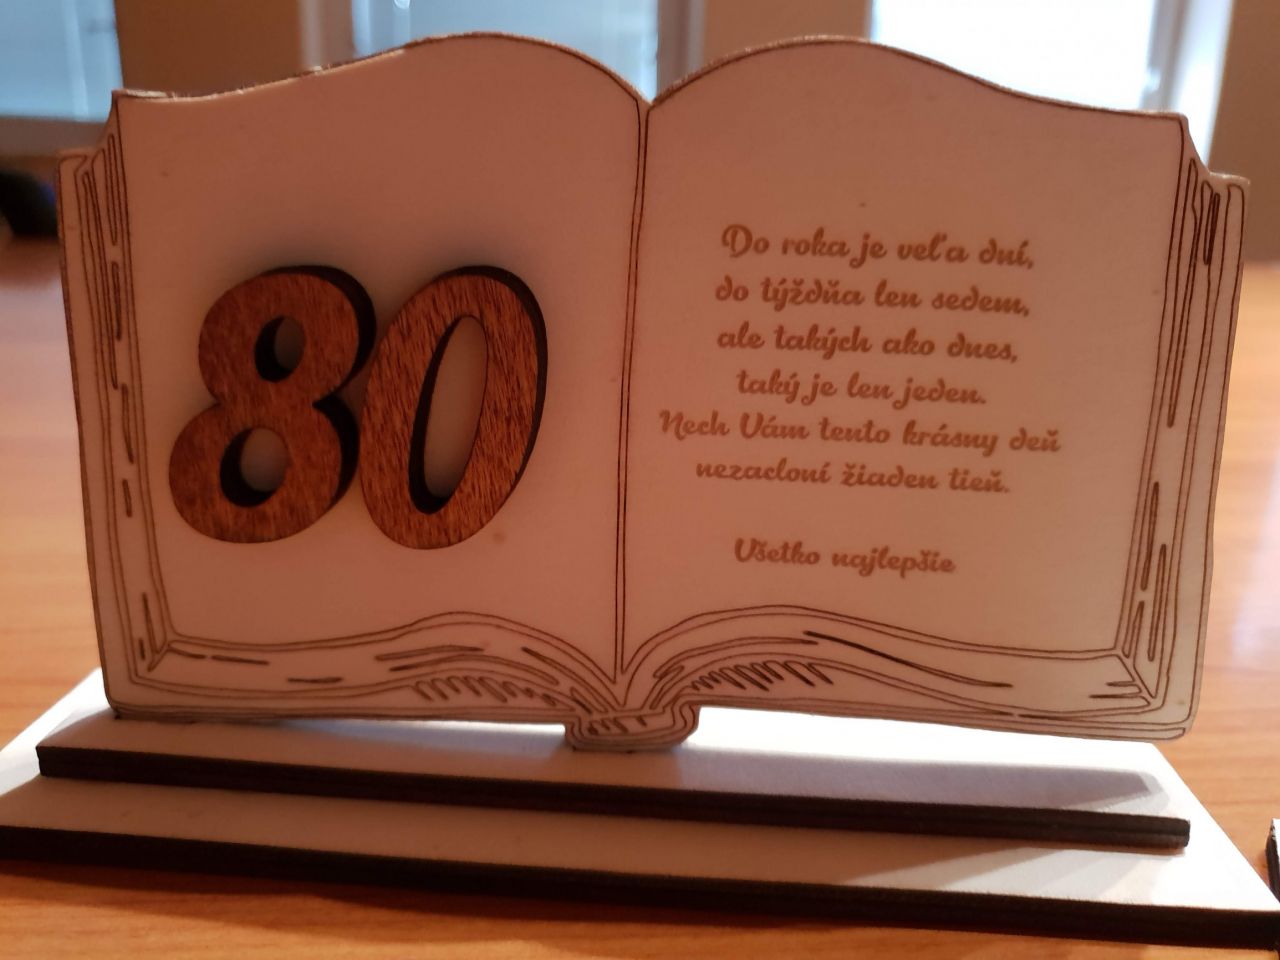 80
Do roka je veľa dní,
do týždňa len sedem,
ale takých ako dnes,
taký je len jeden.
Nech Vám tento krásny deň
nezacloní žiaden tieň.
Všetko najlepšie